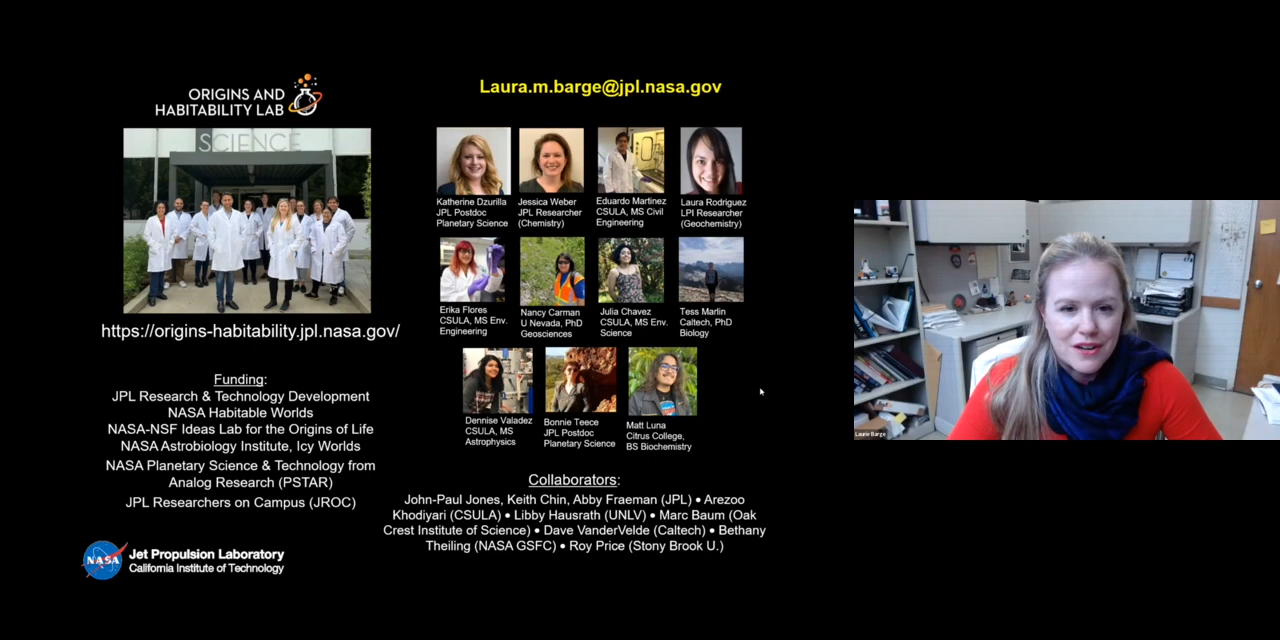 ORIGINS AND
HABITABILITY LAB
SCIENCE
https://origins-habitability.jpl.nasa.gov/
Funding:
JPL Research & Technology Development
NASA Habitable Worlds
NASA-NSF Ideas Lab for the Origins of Life
NASA Astrobiology Institute, Icy Worlds
NASA Planetary Science & Technology from
Analog Research (PSTAR)
JPL Researchers on Campus (JROC)
NASA
Jet Propulsion Laboratory
California Institute of Technology
Laura.m.barge@jpl.nasa.gov
Katherine Dzurilla
JPL Postdoc
Planetary Science
Jessica Weber
JPL Researcher
(Chemistry)
Eduardo Martinez
CSULA, MS Civil
Engineering
Laura Rodriguez
LPI Researcher
(Geochemistry)
Erika Flores
CSULA, MS Env.
Engineering
Nancy Carman
U Nevada, PhD
Geosciences
Julia Chavez
CSULA, MS Env.
Science
Tess Marlin
Caltech, PhD
Biology
Dennise Valadez
CSULA, MS
Astrophysics
Bonnie Teece
JPL Postdoc
Planetary Science
Matt Luna
Citrus College,
BS Biochemistry
Collaborators:
John-Paul Jones, Keith Chin, Abby Fraeman (JPL) • Arezoo
Khodiyari (CSULA) • Libby Hausrath (UNLV) • Marc Baum (Oak
Crest Institute of Science) • Dave VanderVelde (Caltech) • Bethany
Theiling (NASA GSFC) • Roy Price (Stony Brook U.)
Laurie Barge